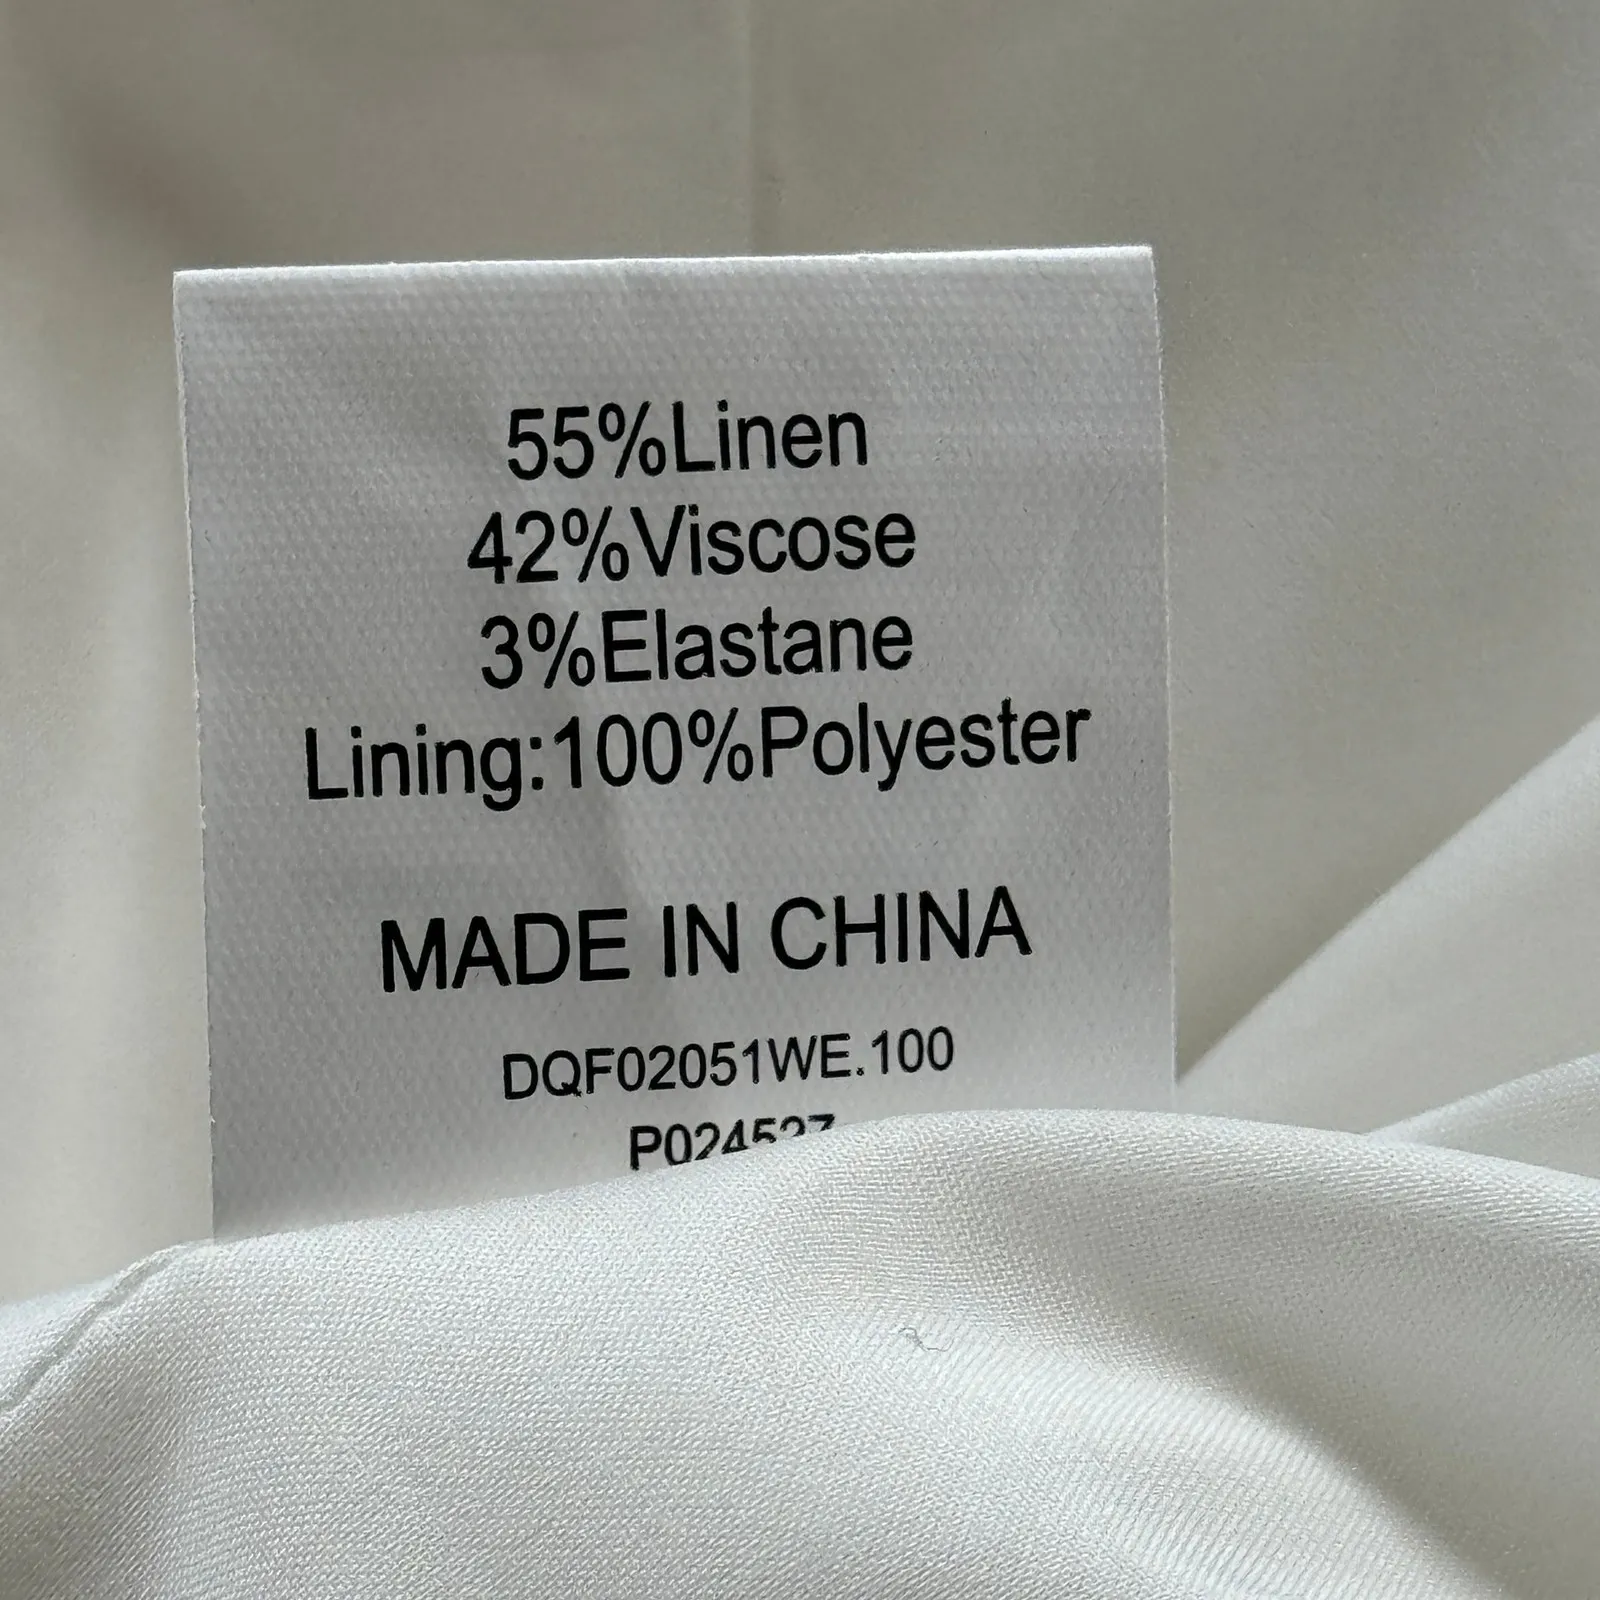 55%Linen
42%Viscose
3%Elastane
Lining:100%Polyester
MADE IN CHINA
DQF02051WE.100